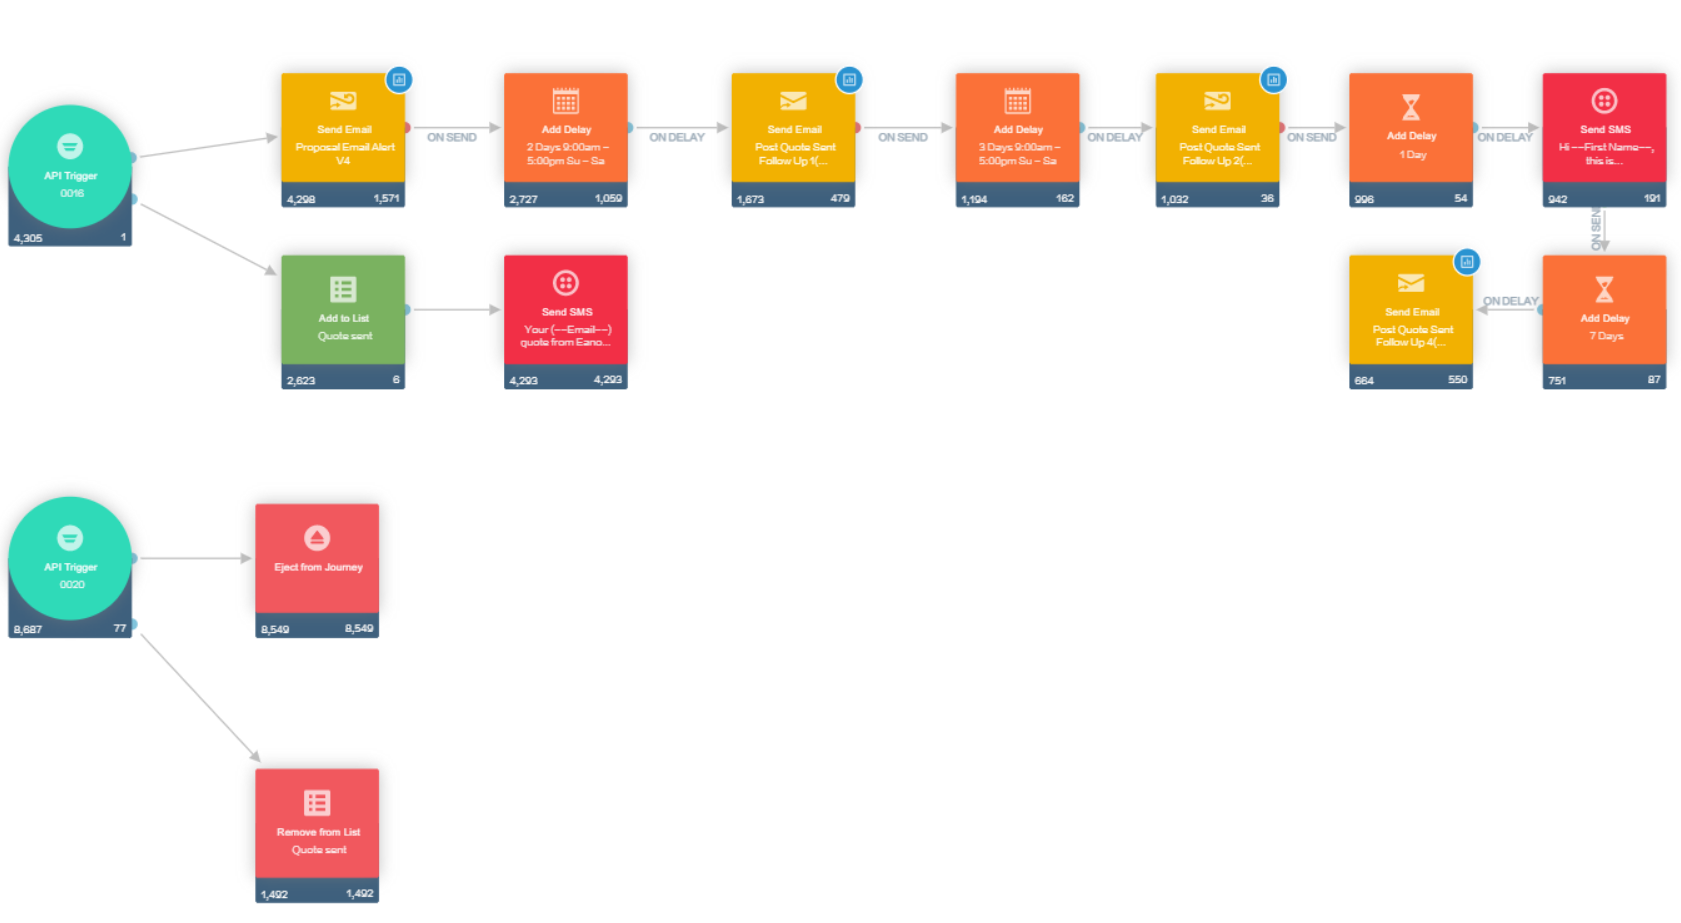 Send Email
Proposal Email Alert
V4
4,298 1,571
ON SEND
Add Delay
2 Days 9:00am –
5:00pm Su – Sa
2,727 1,059
ON DELAY
Send Email
Post Quote Sent
Follow Up 1(...
1,673 479
ON SEND
Add Delay
3 Days 9:00am –
5:00pm Su – Sa
1,194 162
ON DELAY
Send Email
Post Quote Sent
Follow Up 2(...
1,032 36
ON SEND
Add Delay
1 Day
996 54
ON DELAY
Send SMS
Hi ~~First Name~~,
this is...
942 191
API Trigger
0016
4,305 1
ON SEND
Add to List
Quote sent
2,623 6
Send SMS
Your (~~Email~~)
quote from Eano...
4,293 4,293
Send Email
Post Quote Sent
Follow Up 4(...
664 550
ON DELAY
Add Delay
7 Days
751 87
API Trigger
0020
8,687 77
Eject from Journey
8,549 8,549
Remove from List
Quote sent
1,492 1,492